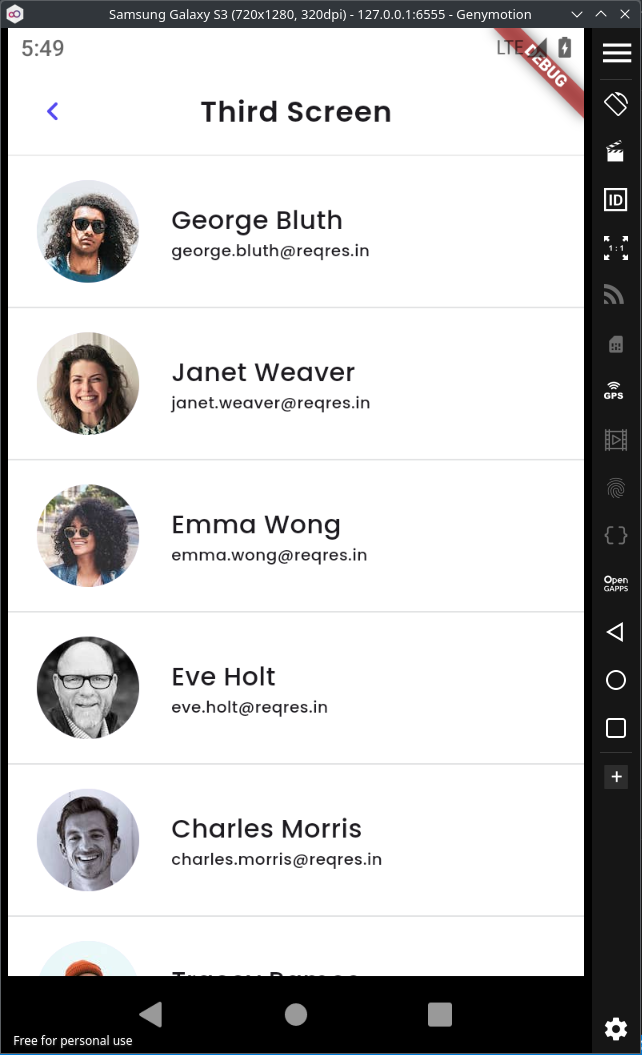 Samsung Galaxy S3 (720x1280, 320dpi) - 127.0.0.1:6555 - Genymotion
5:49
LTE
DEBUG
Third Screen
George Bluth
george.bluth@reqres.in
Janet Weaver
janet.weaver@reqres.in
Emma Wong
emma.wong@reqres.in
Eve Holt
eve.holt@reqres.in
Charles Morris
charles.morris@reqres.in
ID
1:1
GPS
Open
GAPPS
Free for personal use